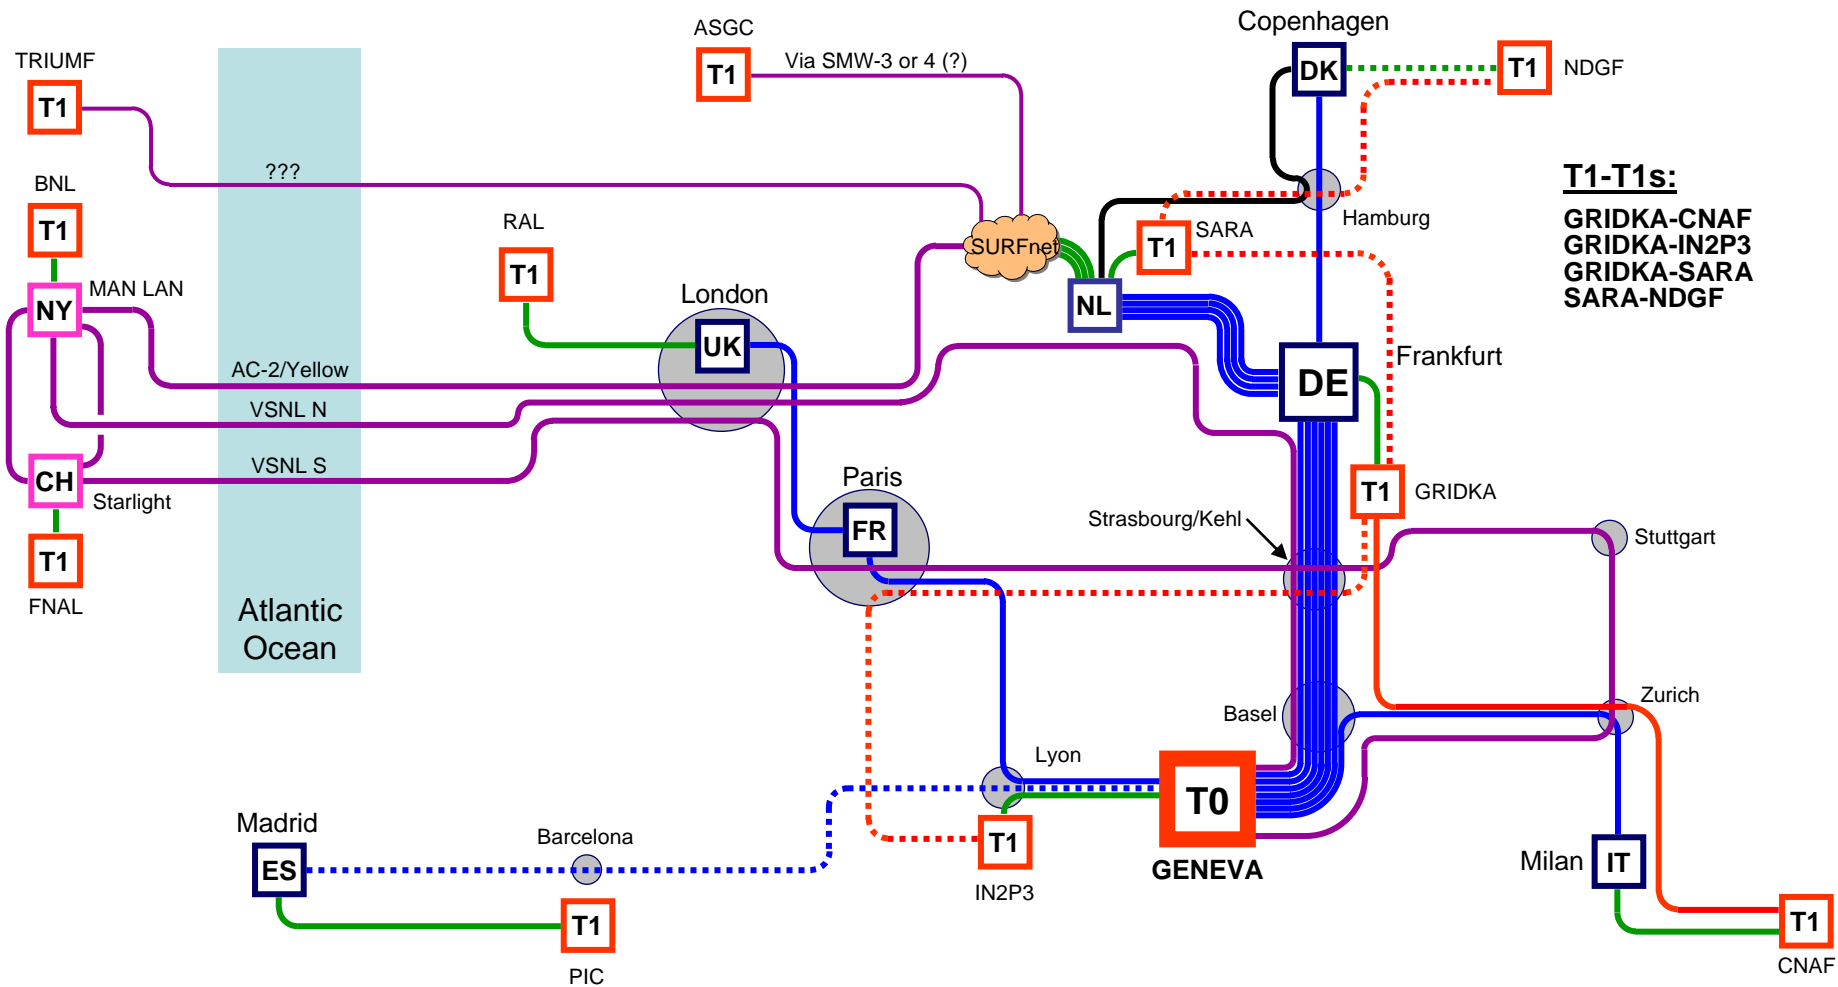 Copenhagen
ASGC
TRIUMF
T1
T1
Via SMW-3 or 4 (?)
DK
T1
NDGF
???
BNL
T1
RAL
T1
SURFnet
T1
SARA
Hamburg
T1-T1s:
GRIDKA-CNAF
GRIDKA-IN2P3
GRIDKA-SARA
SARA-NDGF
MAN LAN
NY
London
UK
NL
DE
Frankfurt
AC-2/Yellow
VSNL N
VSNL S
CH
Starlight
Paris
FR
Strasbourg/Kehl
T1
GRIDKA
Stuttgart
T1
FNAL
Atlantic
Ocean
Basel
Zurich
Lyon
T0
GENEVA
Madrid
ES
Barcelona
T1
IN2P3
Milan
IT
T1
PIC
T1
CNAF